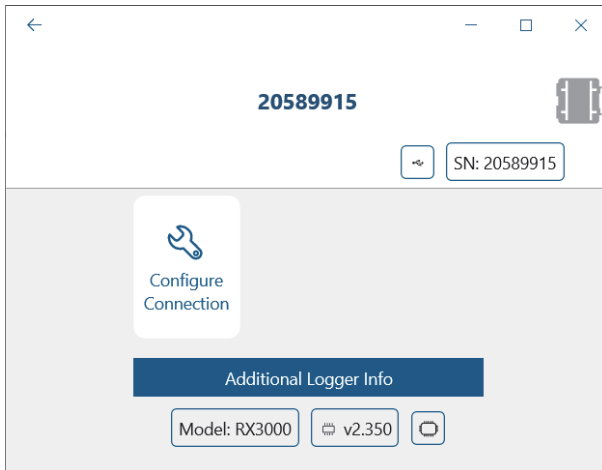 20589915
SN: 20589915
Configure
Connection
Additional Logger Info
Model: RX3000
v2.350